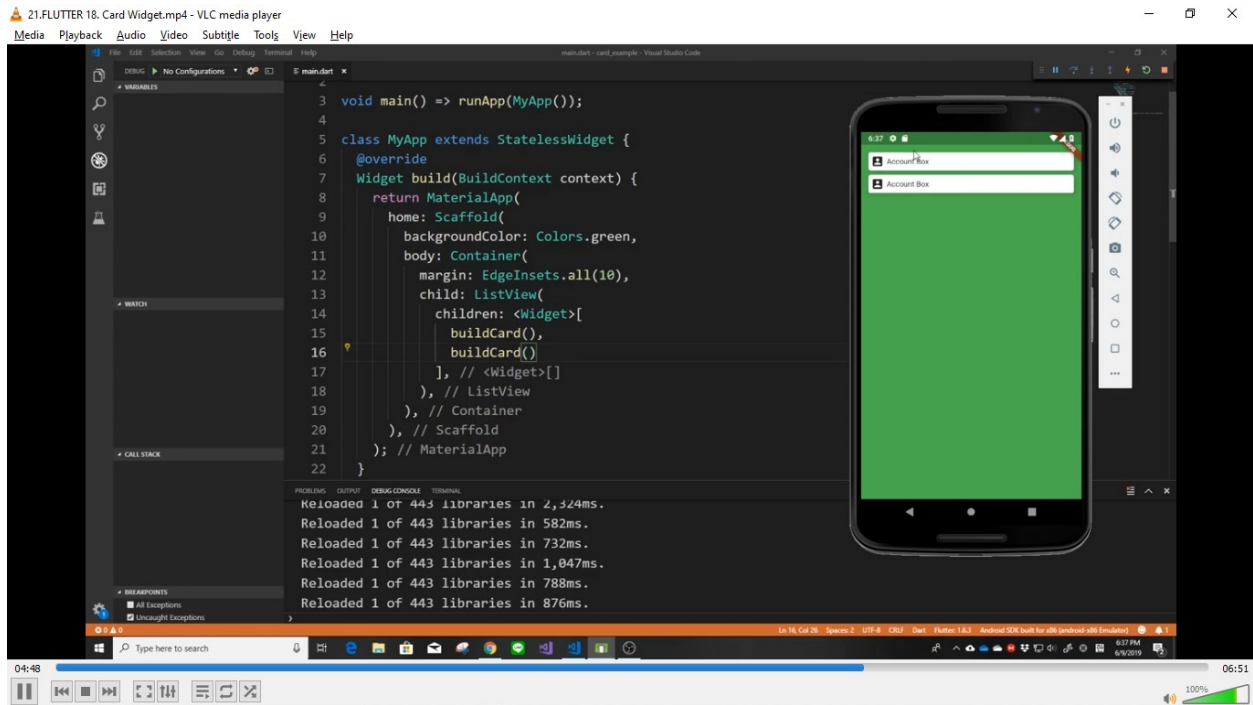 21.FLUTTER 18. Card Widget.mp4 - VLC media player
Media Playback Audio Video Subtitle Tools View Help
File Edit Selection View Go Debug Terminal Help
main.dart - card_example - Visual Studio Code
DEBUG No Configurations
main.dart
VARIABLES
WATCH
CALL STACK
BREAKPOINTS
All Exceptions
Uncaught Exceptions
2
3 void main() => runApp(MyApp());
4
5 class MyApp extends StatelessWidget {
6 @override
7 Widget build(BuildContext context) {
8 return MaterialApp(
9 home: Scaffold(
10 backgroundColor: Colors.green,
11 body: Container(
12 margin: EdgeInsets.all(10),
13 child: ListView(
14 children: <Widget>[
15 buildCard(),
16 buildCard()
17 ], // <Widget>[]
18 ), // ListView
19 ), // Container
20 ), // Scaffold
21 ); // MaterialApp
22 }
6:37
Account Box
Account Box
PROBLEMS OUTPUT DEBUG CONSOLE TERMINAL
Reloaded 1 of 443 libraries in 2,324ms.
Reloaded 1 of 443 libraries in 582ms.
Reloaded 1 of 443 libraries in 732ms.
Reloaded 1 of 443 libraries in 1,047ms.
Reloaded 1 of 443 libraries in 788ms.
Reloaded 1 of 443 libraries in 876ms.
0 0
Ln 16, Col 26 Spaces: 2 UTF-8 CRLF Dart Flutter: 1.6.3 Android SDK built for x86 (android-x86 Emulator) 1
Type here to search
6:37 PM
6/9/2019
04:48
06:51
100%